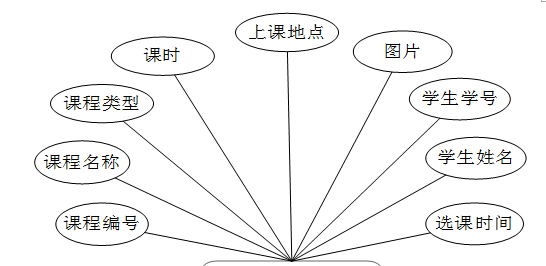 上课地点
课时
图片
课程类型
学生学号
课程名称
学生姓名
课程编号
选课时间